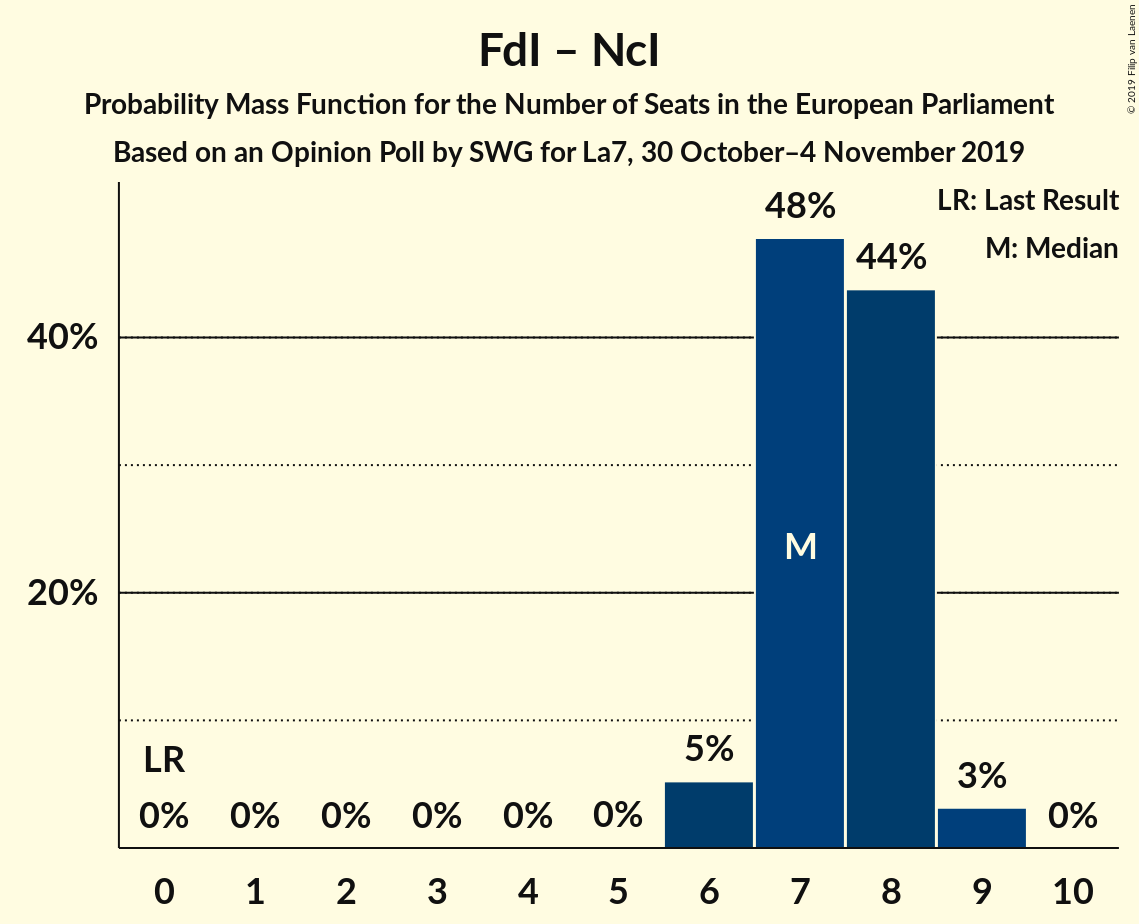 FdI – NcI
Probability Mass Function for the Number of Seats in the European Parliament
Based on an Opinion Poll by SWG for La7, 30 October–4 November 2019
© 2019 Filip van Laenen
LR: Last Result
M: Median
48%
44%
40%
M
20%
LR
5%
3%
0% 0% 0% 0% 0% 0% 0%
0 1 2 3 4 5 6 7 8 9 10